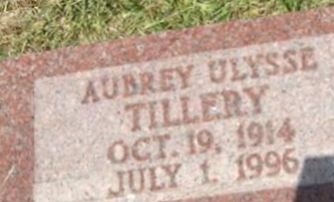 AUBREY ULYSSE
TILLERY
OCT. 19, 1914
JULY 1, 1996